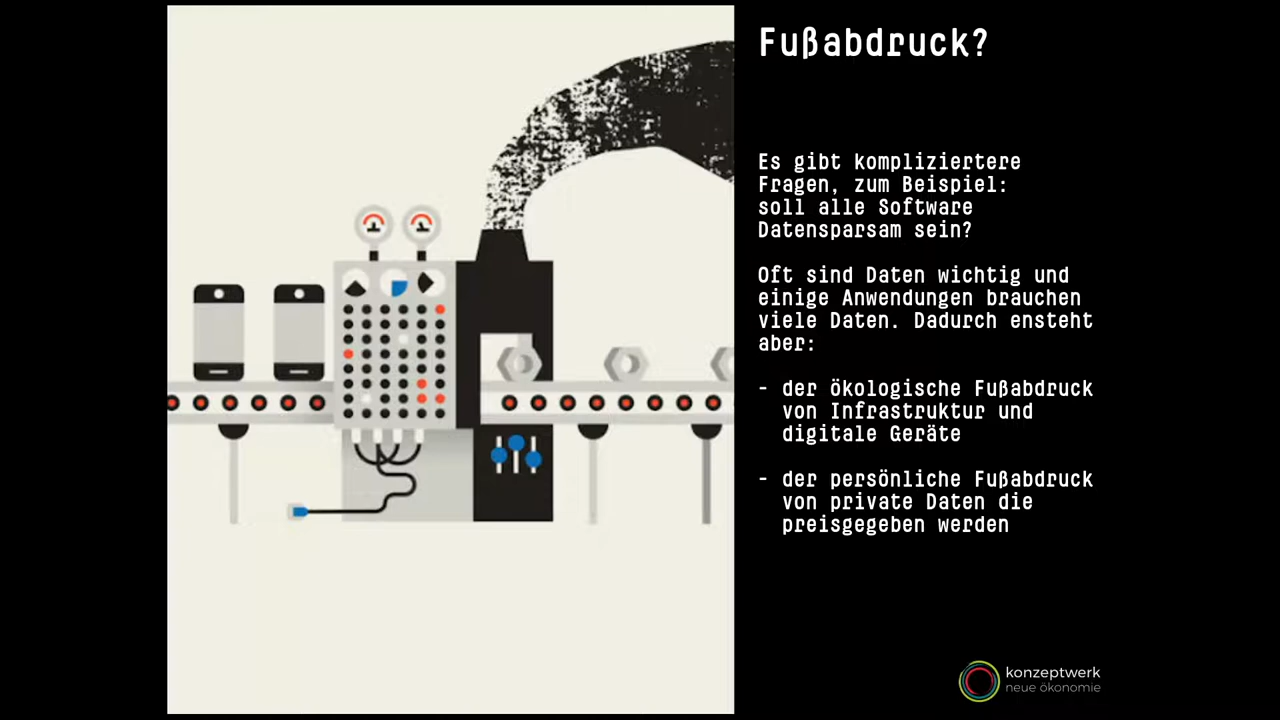 Fußabdruck?
Es gibt kompliziertere
Fragen, zum Beispiel:
soll alle Software
Datensparsam sein?
Oft sind Daten wichtig und
einige Anwendungen brauchen
viele Daten. Dadurch ensteht
aber:
- der ökologische Fußabdruck
von Infrastruktur und
digitale Geräte
- der persönliche Fußabdruck
von private Daten die
preisgegeben werden
konzeptwerk
neue ökonomie